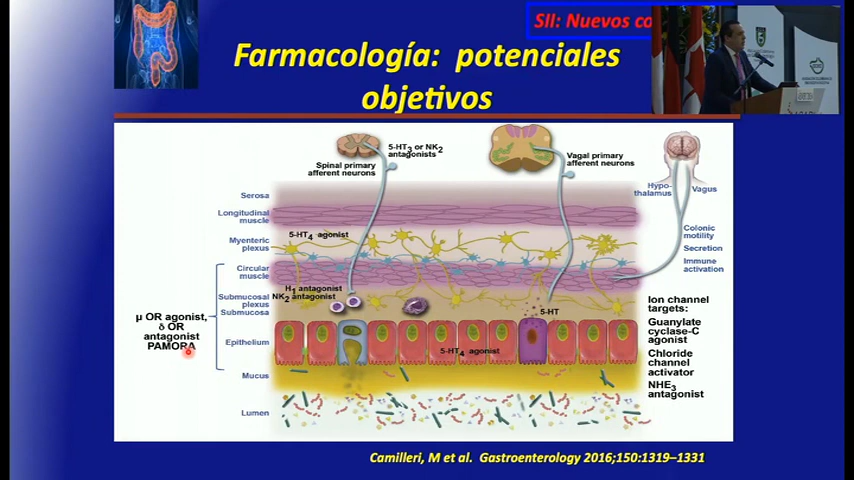 SII: Nuevos co
Farmacología: potenciales
objetivos
5-HT3 or NK2
antagonists
Spinal primary
afferent neurons
Vagal primary
afferent neurons
Hypo-
thalamus
Vagus
Serosa
Longitudinal
muscle
5-HT4 agonist
Myenteric
plexus
Colonic
motility
Secretion
Immune
activation
Circular
muscle
H1 antagonist
NK2 antagonist
Submucosal
plexus
Submucosa
5-HT
µ OR agonist,
δ OR
antagonist
PAMORA
Epithelium
5-HT4 agonist
Mucus
Lumen
Ion channel
targets:
Guanylate
cyclase-C
agonist
Chloride
channel
activator
NHE3
antagonist
Camilleri, M et al. Gastroenterology 2016;150:1319–1331